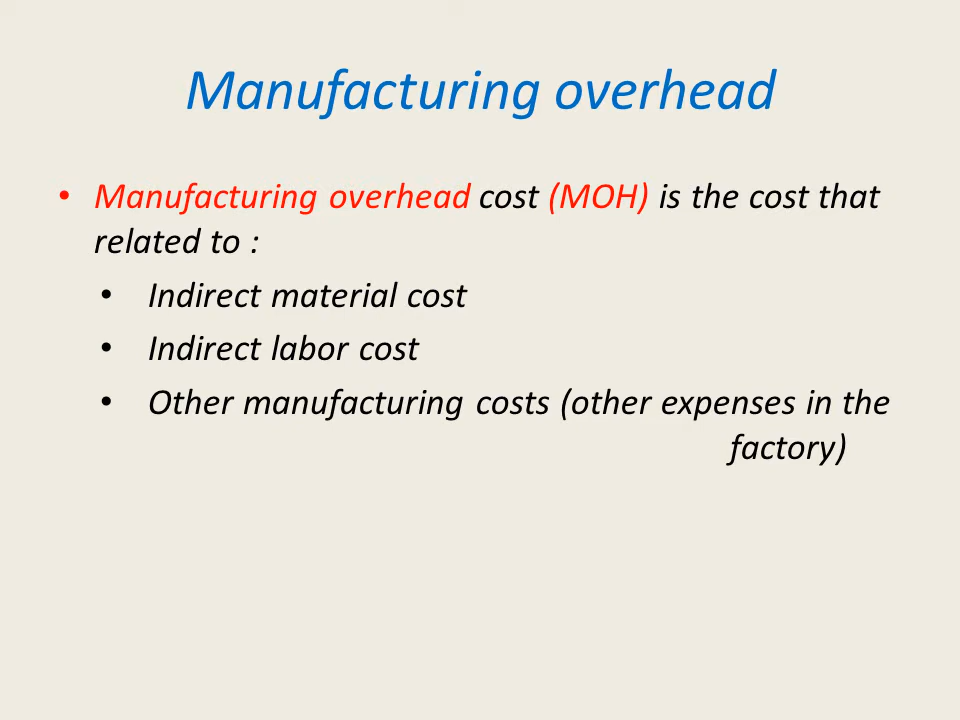 Manufacturing overhead
• Manufacturing overhead cost (MOH) is the cost that
related to :
• Indirect material cost
• Indirect labor cost
• Other manufacturing costs (other expenses in the
factory)